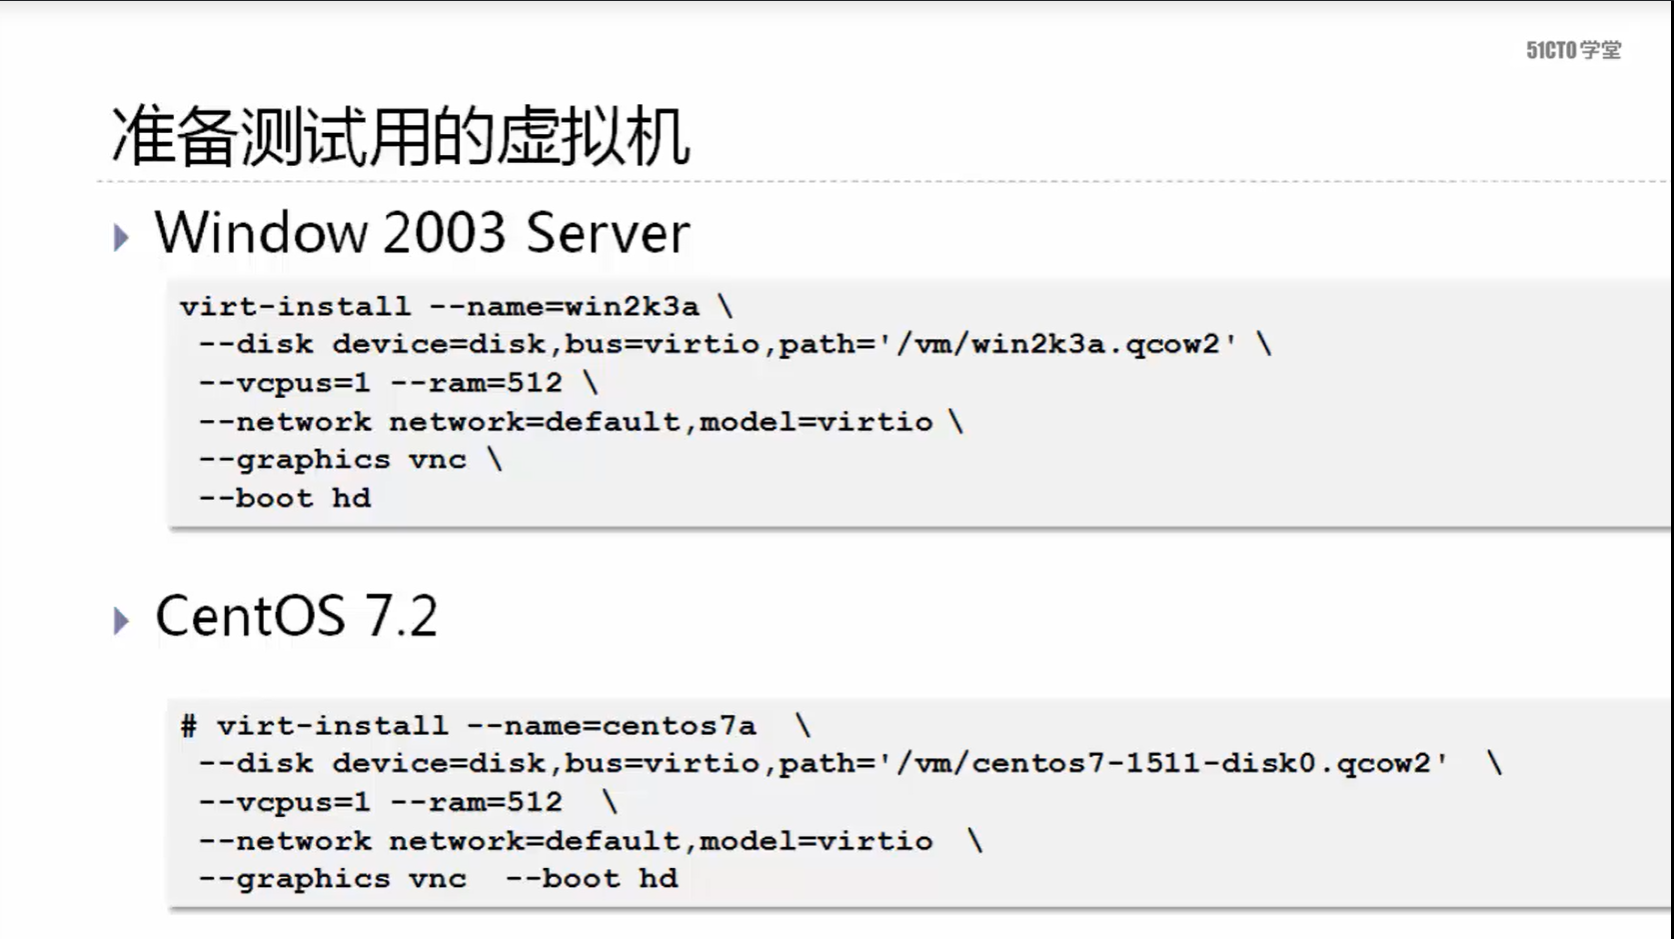 51CTO学堂
准备测试用的虚拟机
Window 2003 Server
virt-install --name=win2k3a \
--disk device=disk,bus=virtio,path='/vm/win2k3a.qcow2' \
--vcpus=1 --ram=512 \
--network network=default,model=virtio \
--graphics vnc \
--boot hd
CentOS 7.2
# virt-install --name=centos7a \
--disk device=disk,bus=virtio,path='/vm/centos7-1511-disk0.qcow2' \
--vcpus=1 --ram=512 \
--network network=default,model=virtio \
--graphics vnc --boot hd